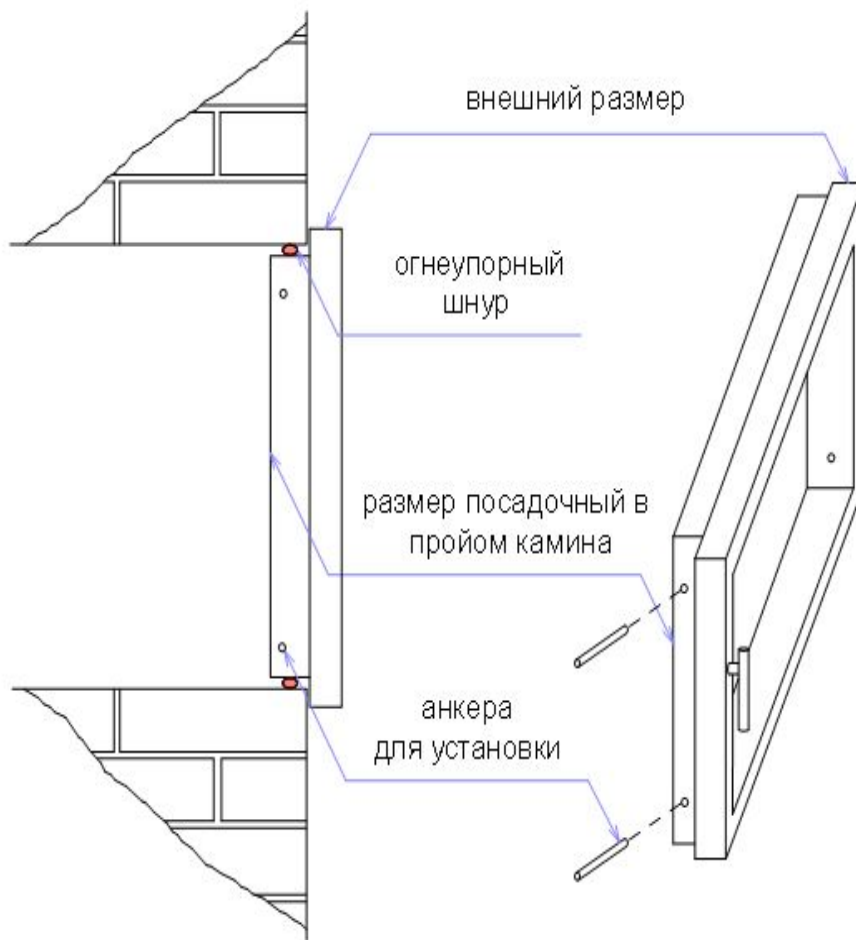 внешний размер
огнеупорный
шнур
размер посадочный в
пройом камина
анкера
для установки